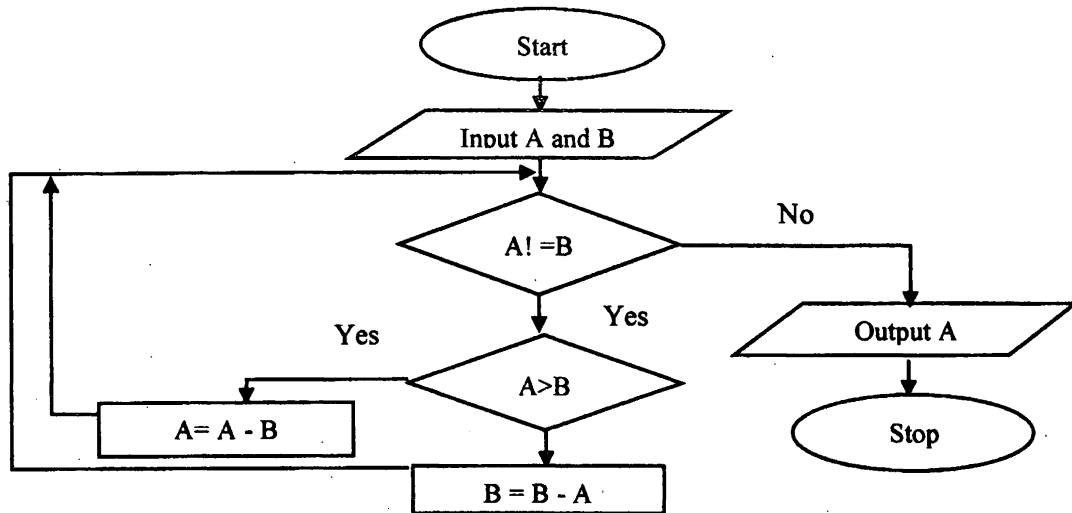 Start
Input A and B
No
A! =B
Yes
Yes
Output A
A>B
A= A - B
Stop
B = B - A